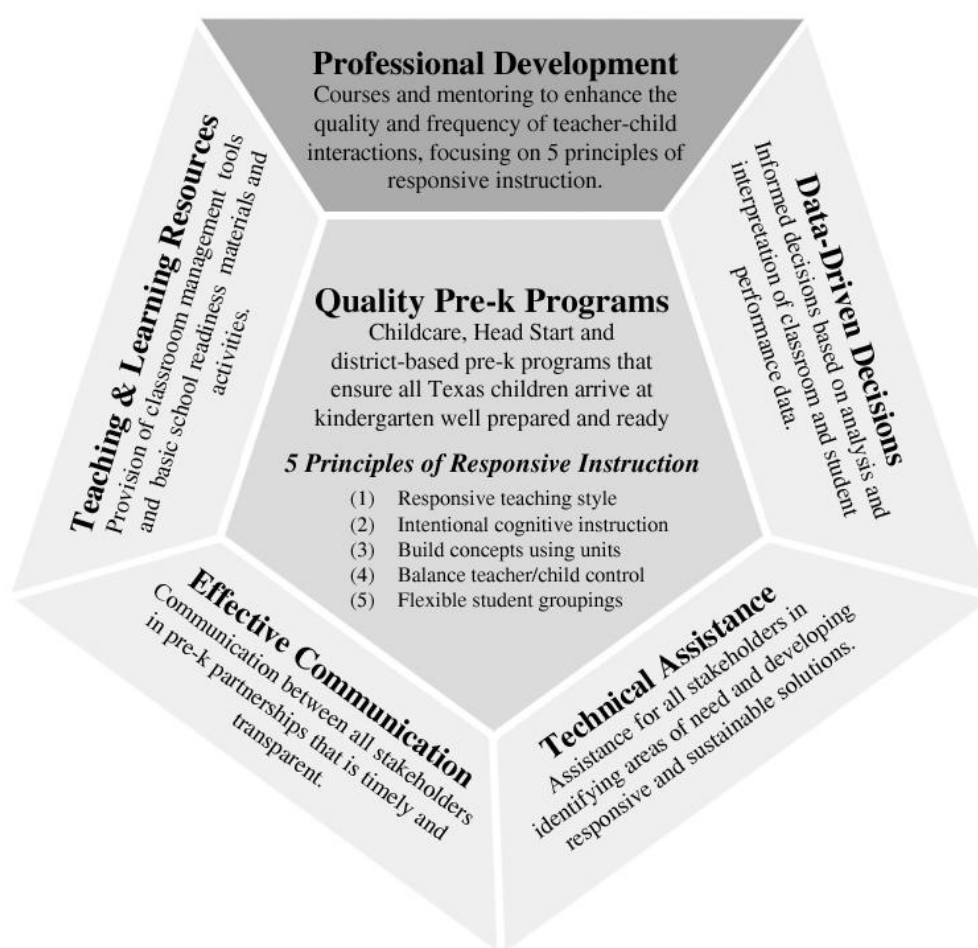 Professional Development
Courses and mentoring to enhance the
quality and frequency of teacher-child
interactions, focusing on 5 principles of
responsive instruction.
Teaching & Learning Resources
Provision of classrooom management tools
and basic school readiness materials and
activities.
Data-Driven Decisions
Informed decisions based on analysis and
interpretation of classroom and student
performance data.
Quality Pre-k Programs
Childcare, Head Start and
district-based pre-k programs that
ensure all Texas children arrive at
kindergarten well prepared and ready
5 Principles of Responsive Instruction
(1) Responsive teaching style
(2) Intentional cognitive instruction
(3) Build concepts using units
(4) Balance teacher/child control
(5) Flexible student groupings
Effective Communication
Communication between all stakeholders
in pre-k partnerships that is timely and
transparent.
Technical Assistance
Assistance for all stakeholders in
identifying areas of need and developing
responsive and sustainable solutions.